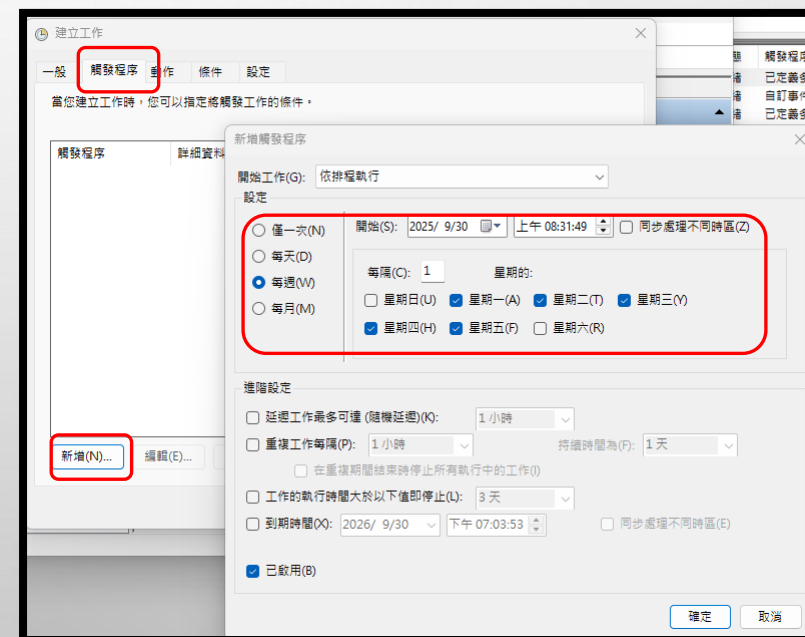 建立工作
一般 觸發程序 動作 條件 設定
當您建立工作時，您可以指定將觸發工作的條件。
觸發程序 詳細資料
新增(N)... 編輯(E)...
觸發程序
已定義多
自訂事件
已定義多
新增觸發程序
開始工作(G): 依排程執行
設定
僅一次(N)
每天(D)
每週(W)
每月(M)
開始(S): 2025/ 9/30 上午 08:31:49 同步處理不同時區(Z)
每隔(C): 1 星期的:
星期日(U) 星期一(A) 星期二(T) 星期三(Y)
星期四(H) 星期五(F) 星期六(R)
進階設定
延遲工作最多可達 (隨機延遲)(K): 1 小時
重複工作每隔(P): 1 小時 持續時間為(F): 1 天
在重複期間結束時停止所有執行中的工作(I)
工作的執行時間大於以下值即停止(L): 3 天
到期時間(X): 2026/ 9/30 下午 07:03:53 同步處理不同時區(E)
已啟用(B)
確定 取消